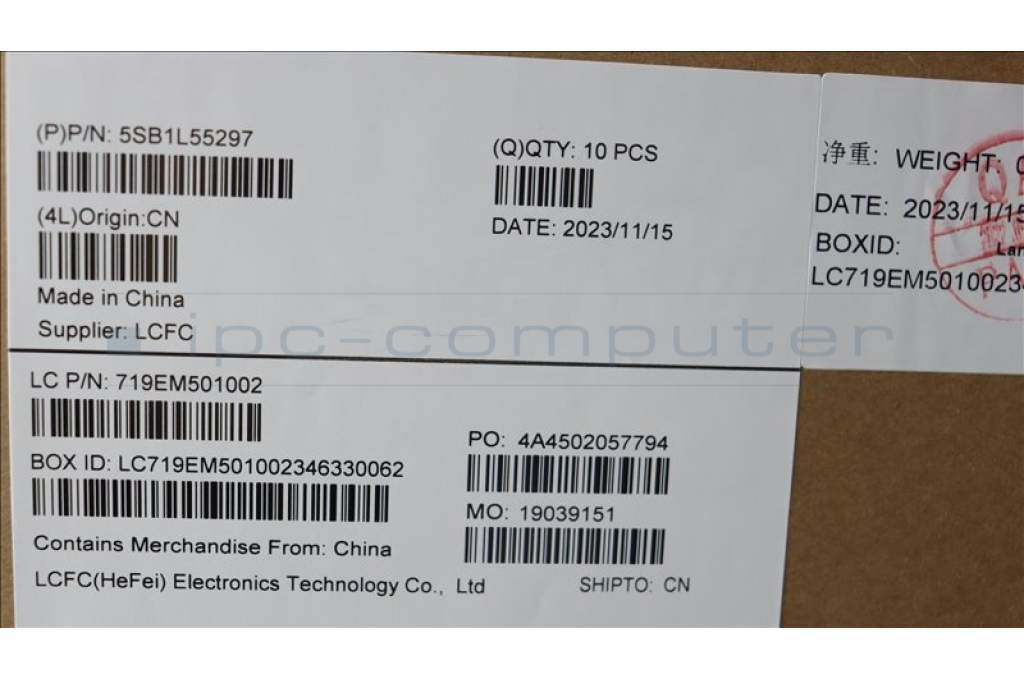 (P)P/N: 5SB1L55297
(4L)Origin:CN
Made in China
Supplier: LCFC
(Q)QTY: 10 PCS
DATE: 2023/11/15
净重: WEIGHT:
DATE: 2023/11/15
BOXID:
LC719EM50100234
ipc-computer
LC P/N: 719EM501002
BOX ID: LC719EM501002346330062
PO: 4A4502057794
MO: 19039151
Contains Merchandise From: China
LCFC(HeFei) Electronics Technology Co., Ltd
SHIPTO: CN